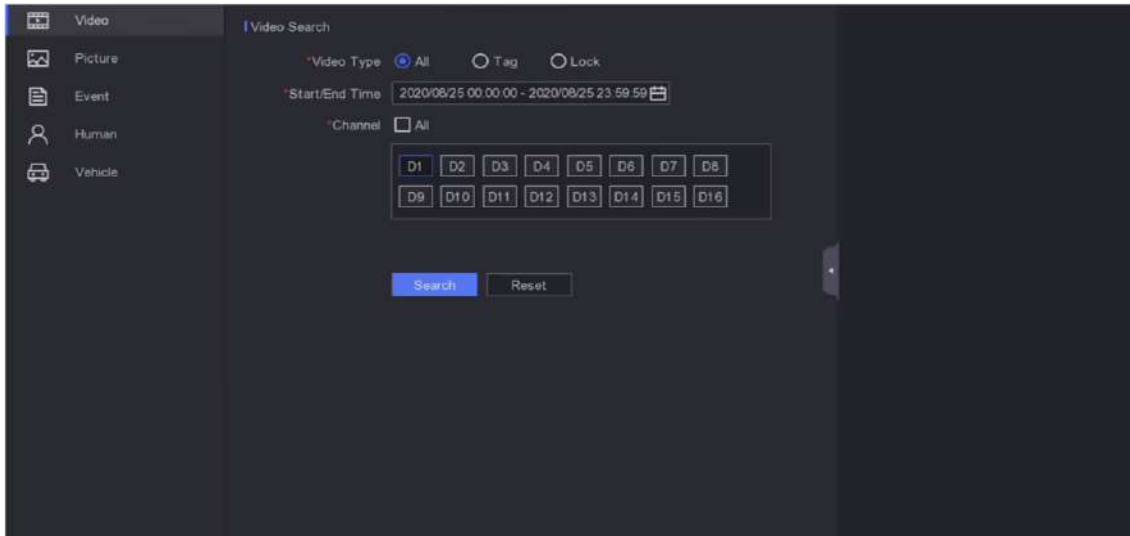 Video
Picture
Event
Human
Vehicle
Video Search
*Video Type All Tag Lock
*Start/End Time 2020/08/25 00:00:00 - 2020/08/25 23:59:59
*Channel All
D1 D2 D3 D4 D5 D6 D7 D8
D9 D10 D11 D12 D13 D14 D15 D16
Search Reset